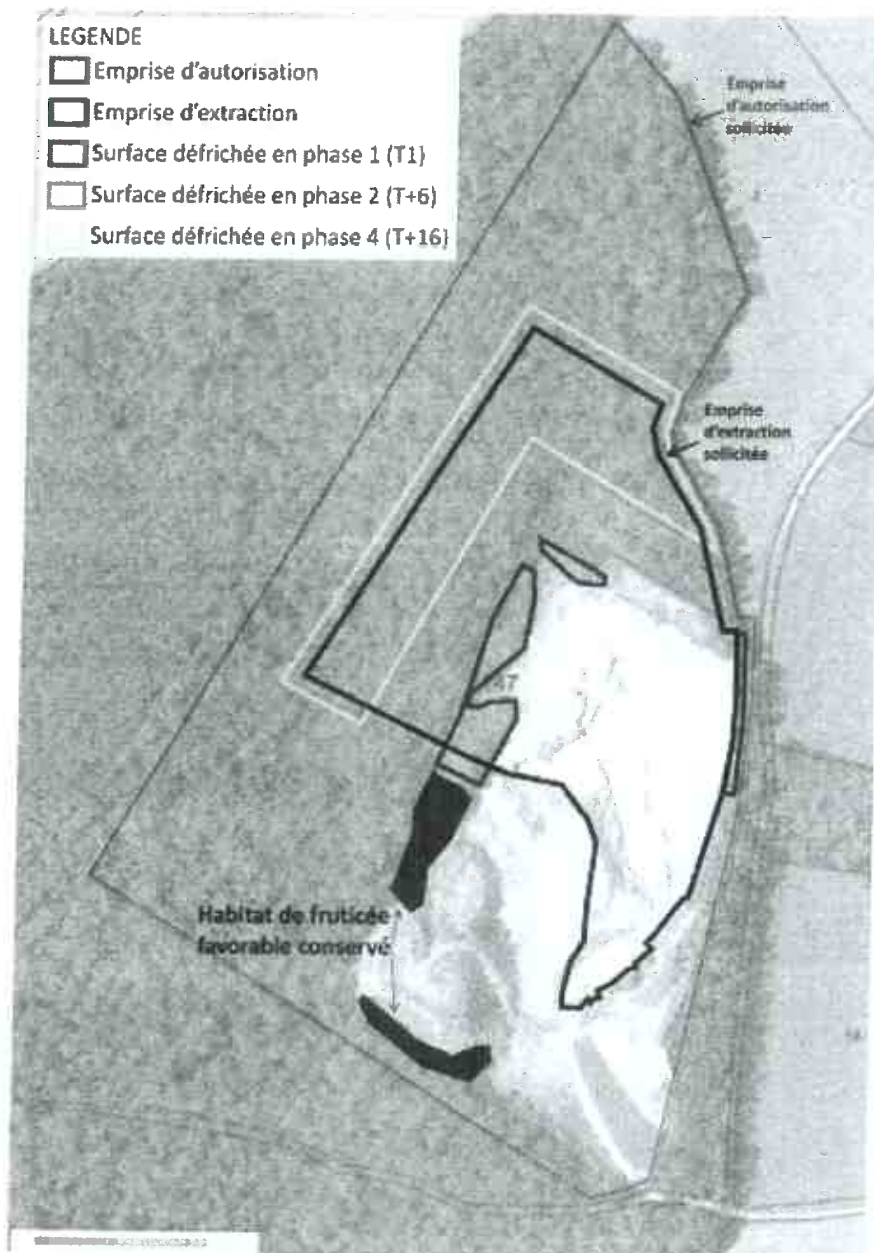 LEGENDE
Emprise d'autorisation
Emprise d'extraction
Surface défrichée en phase 1 (T1)
Surface défrichée en phase 2 (T+6)
Surface défrichée en phase 4 (T+16)
Emprise
d'autorisation
sollicitée
Emprise
d'extraction
sollicitée
47
Habitat de fruticée
favorable conservé